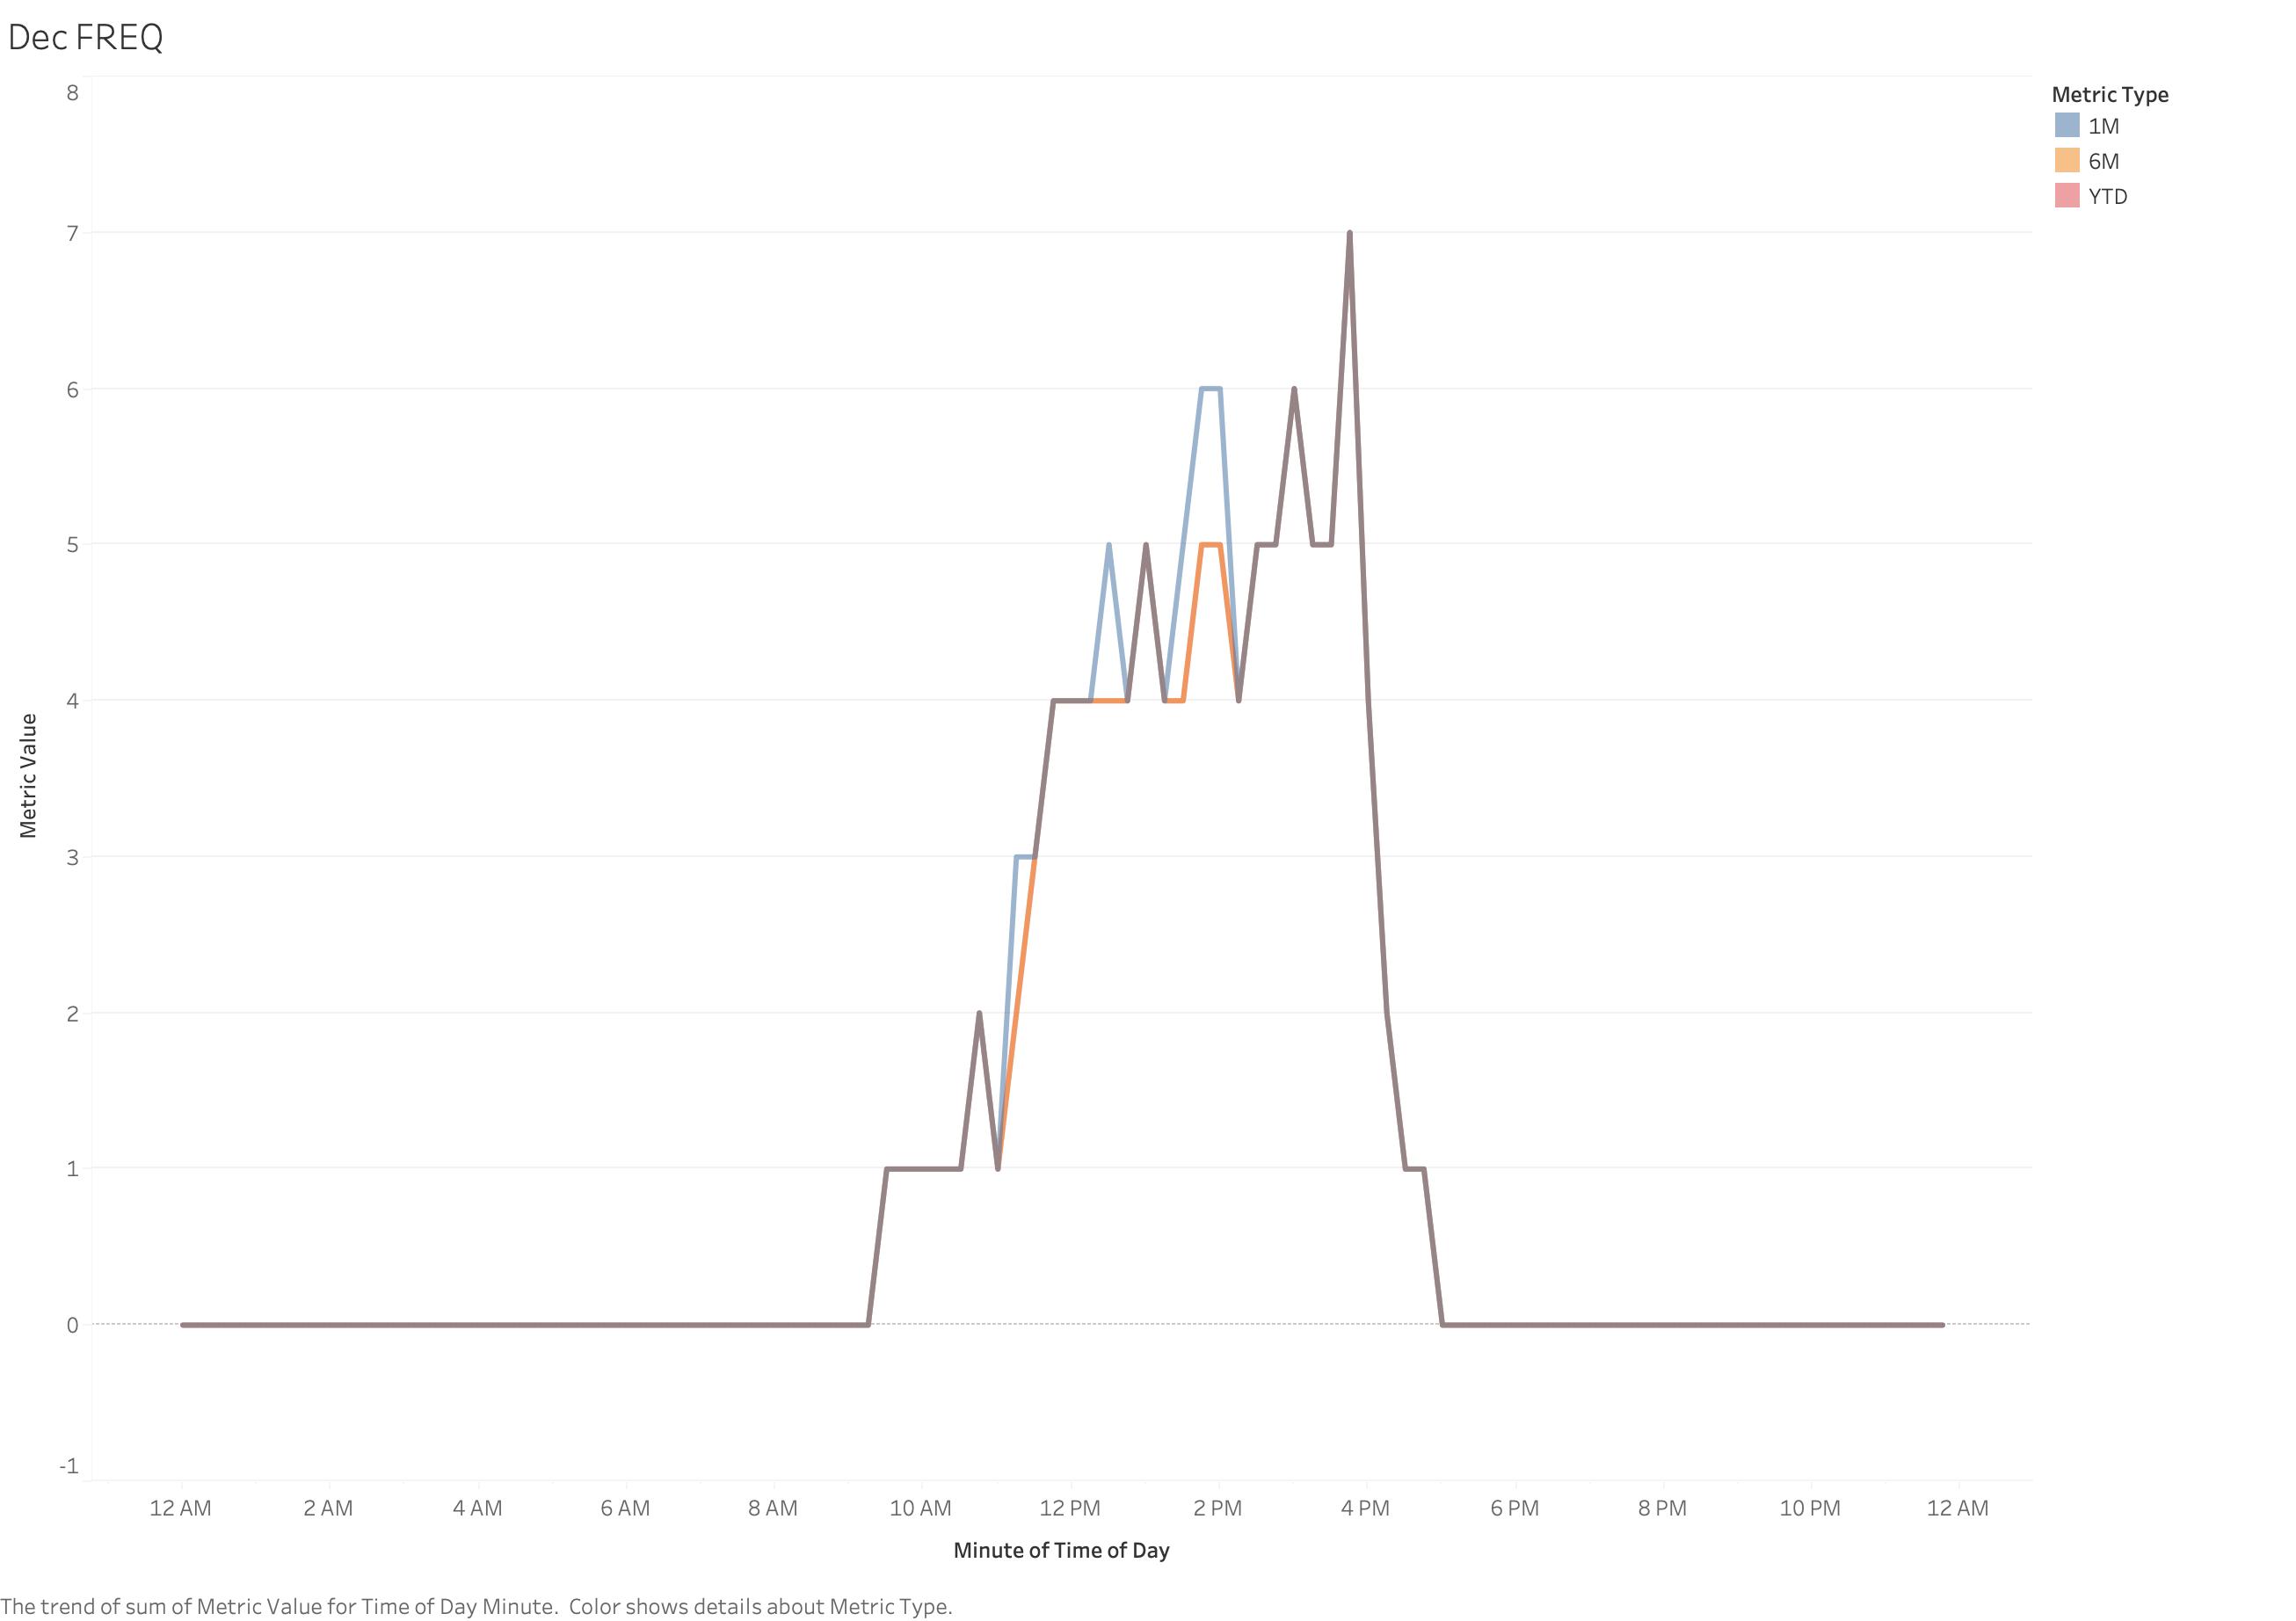 Dec FREQ
8
7
6
5
4
3
2
1
0
-1
Metric Value
12 AM 2 AM 4 AM 6 AM 8 AM 10 AM 12 PM 2 PM 4 PM 6 PM 8 PM 10 PM 12 AM
Minute of Time of Day
Metric Type
1M
6M
YTD
The trend of sum of Metric Value for Time of Day Minute.  Color shows details about Metric Type.